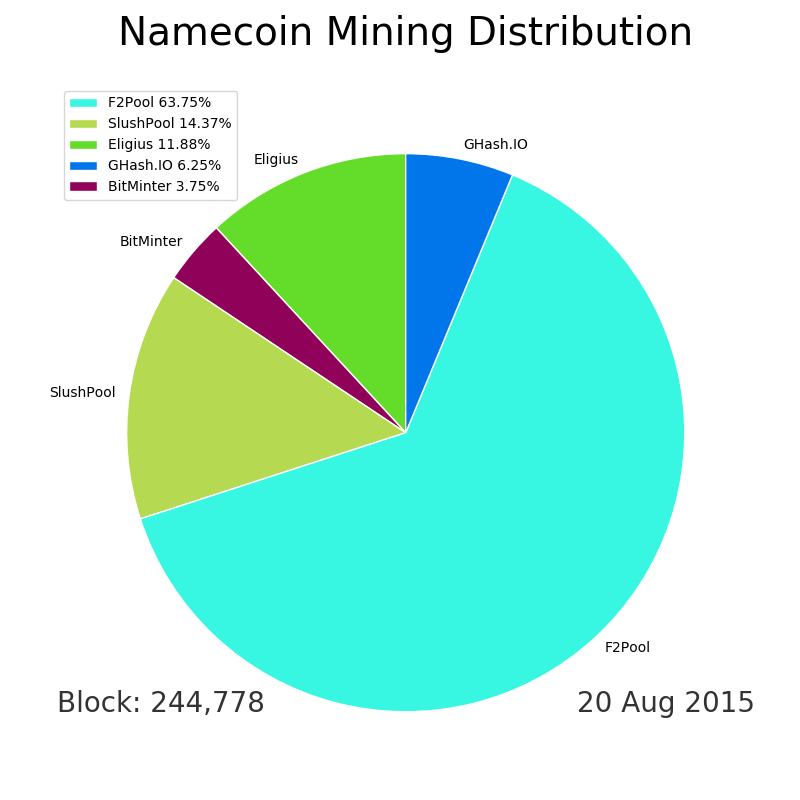 Namecoin Mining Distribution
F2Pool 63.75%
SlushPool 14.37%
Eligius 11.88%
GHash.IO 6.25%
BitMinter 3.75%
GHash.IO
Eligius
BitMinter
SlushPool
F2Pool
Block: 244,778
20 Aug 2015